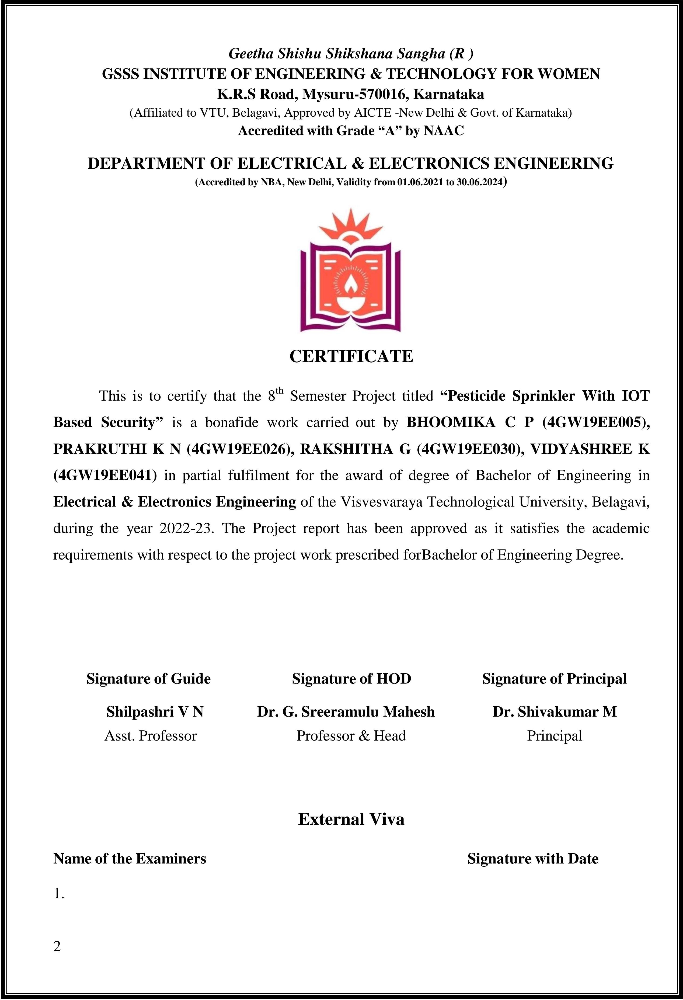 Geetha Shishu Shikshana Sangha (R )
GSSS INSTITUTE OF ENGINEERING & TECHNOLOGY FOR WOMEN
K.R.S Road, Mysuru-570016, Karnataka
(Affiliated to VTU, Belagavi, Approved by AICTE -New Delhi & Govt. of Karnataka)
Accredited with Grade “A” by NAAC
DEPARTMENT OF ELECTRICAL & ELECTRONICS ENGINEERING
(Accredited by NBA, New Delhi, Validity from 01.06.2021 to 30.06.2024)
CERTIFICATE
This is to certify that the 8th Semester Project titled “Pesticide Sprinkler With IOT
Based Security” is a bonafide work carried out by BHOOMIKA C P (4GW19EE005),
PRAKRUTHI K N (4GW19EE026), RAKSHITHA G (4GW19EE030), VIDYASHREE K
(4GW19EE041) in partial fulfilment for the award of degree of Bachelor of Engineering in
Electrical & Electronics Engineering of the Visvesvaraya Technological University, Belagavi,
during the year 2022-23. The Project report has been approved as it satisfies the academic
requirements with respect to the project work prescribed forBachelor of Engineering Degree.
Signature of Guide Signature of HOD Signature of Principal
Shilpashri V N Dr. G. Sreeramulu Mahesh Dr. Shivakumar M
Asst. Professor Professor & Head Principal
External Viva
Name of the Examiners Signature with Date
1.
2